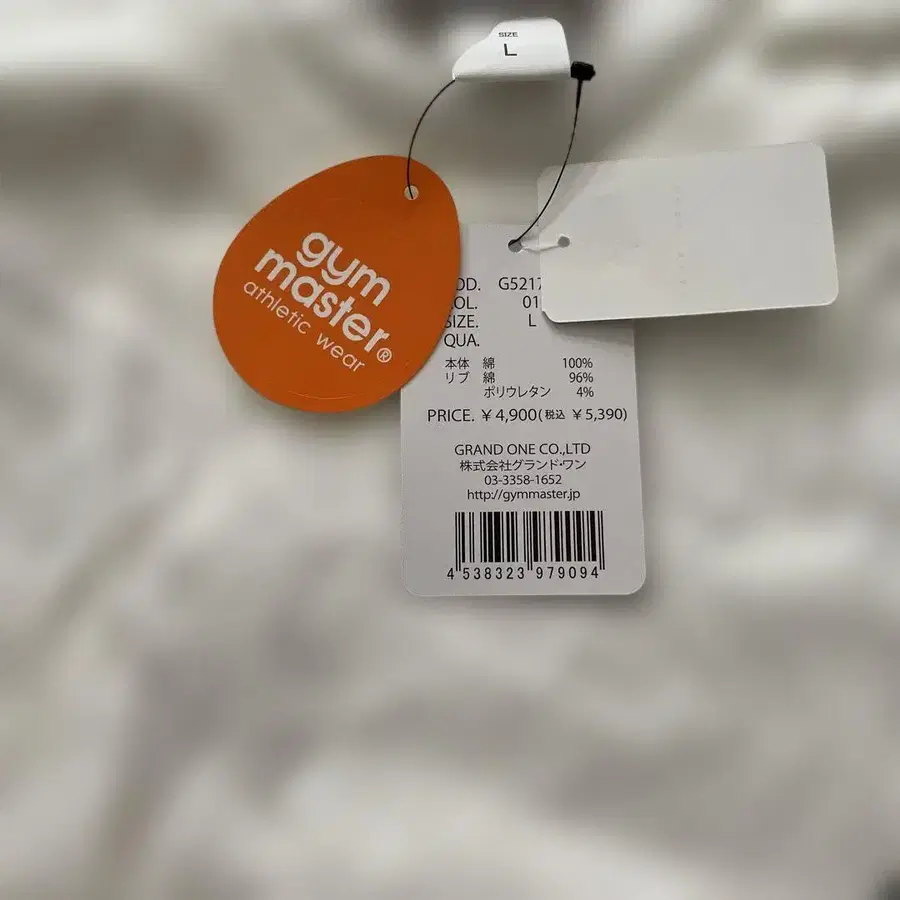 SIZE
L
gym
master®
athletic wear
OD. G5217
OL. 01
SIZE. L
QUA.
本体 綿 100%
リブ 綿 96%
ポリウレタン 4%
PRICE. ¥4,900(税込 ¥5,390)
GRAND ONE CO.,LTD
株式会社グランド・ワン
03-3358-1652
http://gymmaster.jp
4 538323 979094